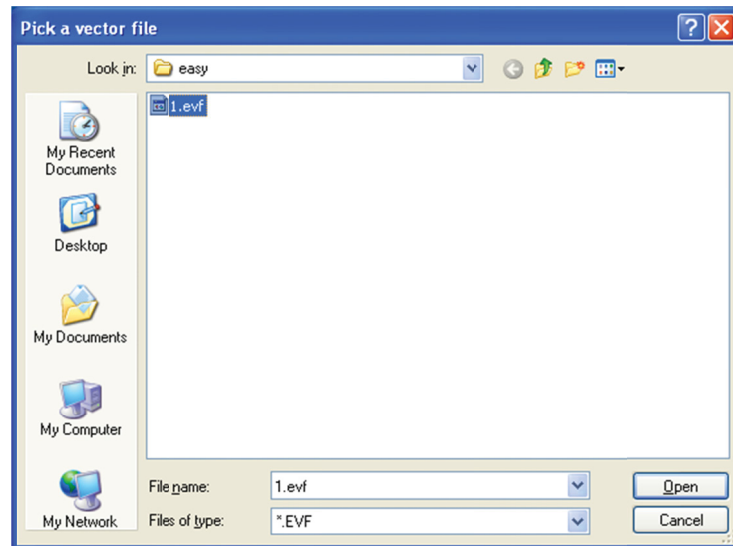 Pick a vector file
Look in:
easy
1.evf
My Recent
Documents
Desktop
My Documents
My Computer
My Network
File name:
1.evf
Open
Files of type:
*.EVF
Cancel